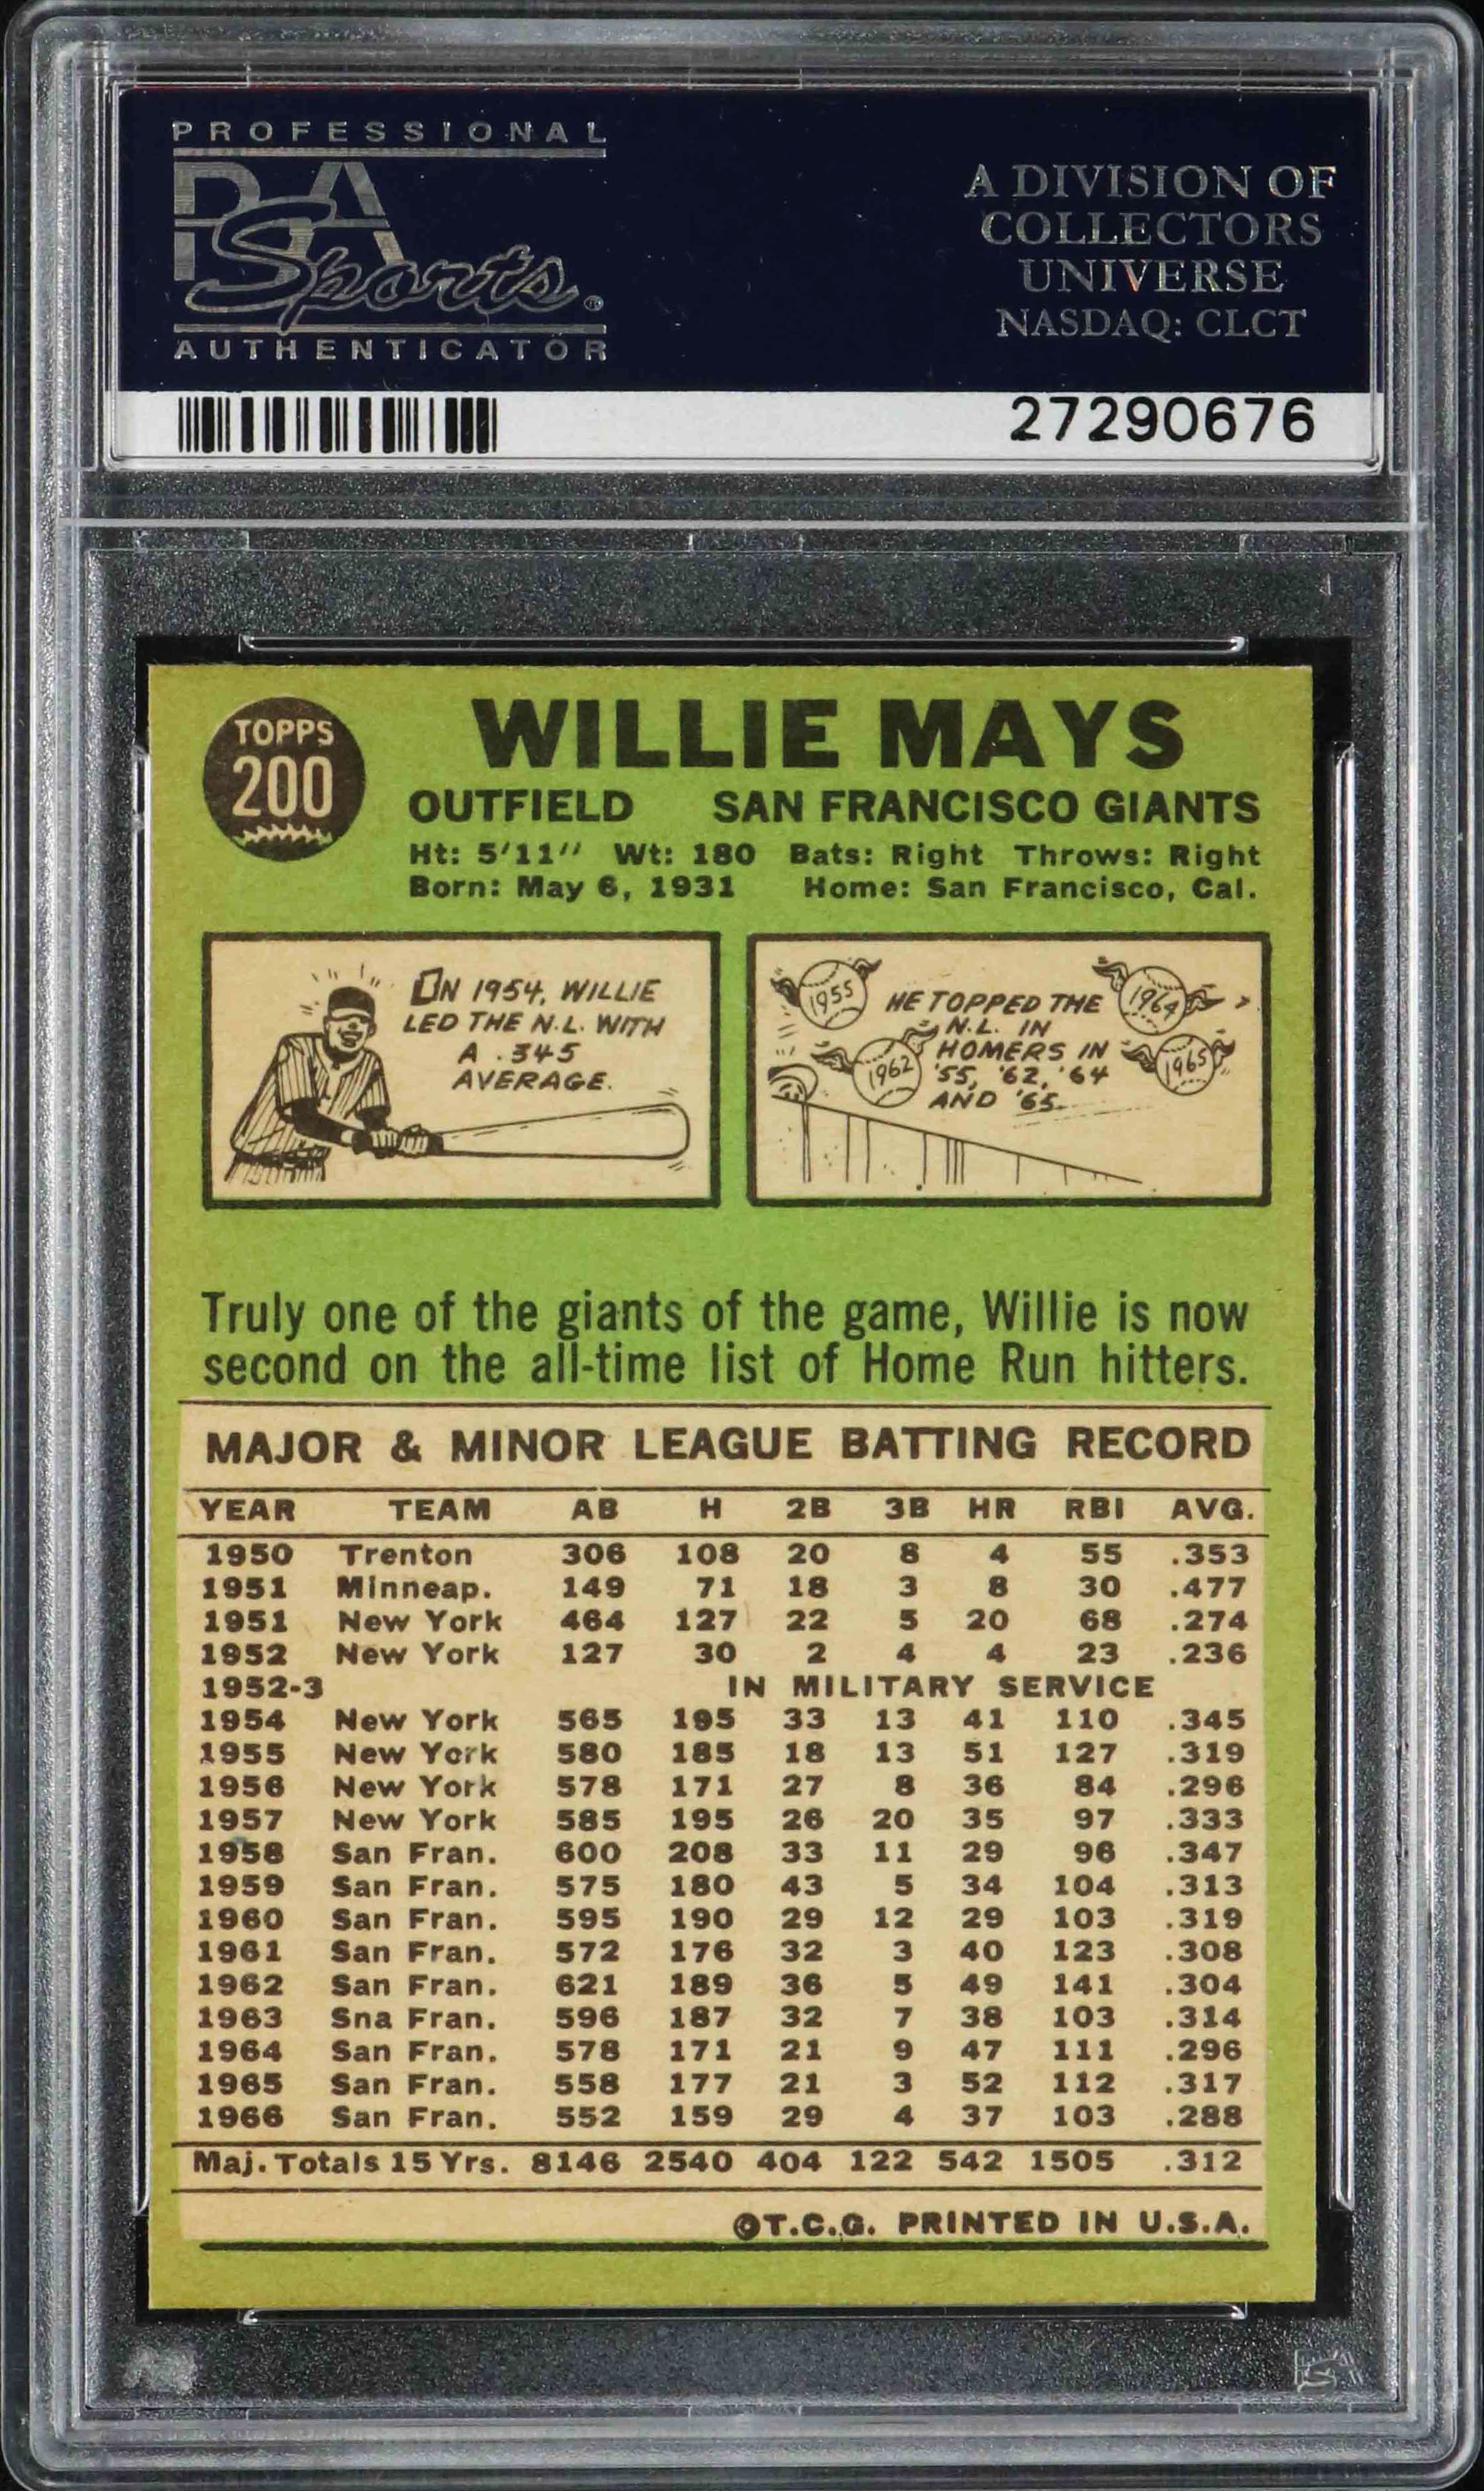 PROFESSIONAL
PSA
Sports®
AUTHENTICATOR
A DIVISION OF
COLLECTORS
UNIVERSE
NASDAQ: CLCT
27290676
TOPPS
200
WILLIE MAYS
OUTFIELD SAN FRANCISCO GIANTS
Ht: 5'11" Wt: 180 Bats: Right Throws: Right
Born: May 6, 1931 Home: San Francisco, Cal.
ON 1954, WILLIE
LED THE N.L. WITH
A .345
AVERAGE.
1955
HE TOPPED THE
1964
N.L. IN
HOMERS IN
1962
'55, '62, '64
1965
AND '65.
Truly one of the giants of the game, Willie is now
second on the all-time list of Home Run hitters.
MAJOR & MINOR LEAGUE BATTING RECORD
YEAR TEAM AB H 2B 3B HR RBI AVG.
1950 Trenton 306 108 20 8 4 55 .353
1951 Minneap. 149 71 18 3 8 30 .477
1951 New York 464 127 22 5 20 68 .274
1952 New York 127 30 2 4 4 23 .236
1952-3 IN MILITARY SERVICE
1954 New York 565 195 33 13 41 110 .345
1955 New York 580 185 18 13 51 127 .319
1956 New York 578 171 27 8 36 84 .296
1957 New York 585 195 26 20 35 97 .333
1958 San Fran. 600 208 33 11 29 96 .347
1959 San Fran. 575 180 43 5 34 104 .313
1960 San Fran. 595 190 29 12 29 103 .319
1961 San Fran. 572 176 32 3 40 123 .308
1962 San Fran. 621 189 36 5 49 141 .304
1963 Sna Fran. 596 187 32 7 38 103 .314
1964 San Fran. 578 171 21 9 47 111 .296
1965 San Fran. 558 177 21 3 52 112 .317
1966 San Fran. 552 159 29 4 37 103 .288
Maj. Totals 15 Yrs. 8146 2540 404 122 542 1505 .312
©T.C.G. PRINTED IN U.S.A.